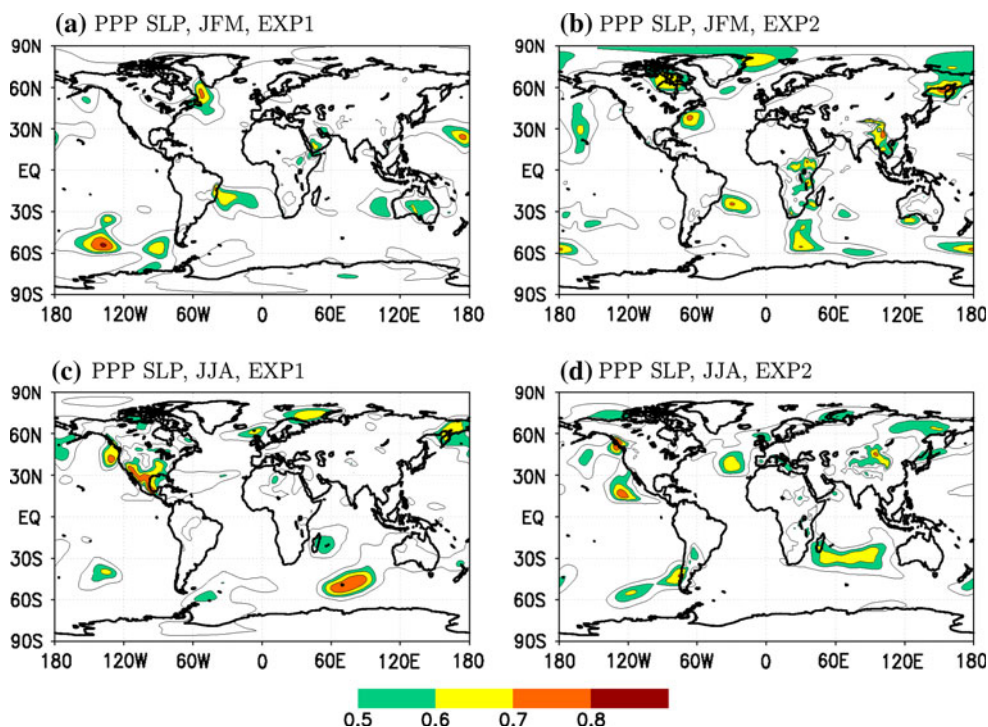 (a) PPP SLP, JFM, EXP1
90N
60N
30N
EQ
30S
60S
90S
180 120W 60W 0 60E 120E 180
(b) PPP SLP, JFM, EXP2
90N
60N
30N
EQ
30S
60S
90S
180 120W 60W 0 60E 120E 180
(c) PPP SLP, JJA, EXP1
90N
60N
30N
EQ
30S
60S
90S
180 120W 60W 0 60E 120E 180
(d) PPP SLP, JJA, EXP2
90N
60N
30N
EQ
30S
60S
90S
180 120W 60W 0 60E 120E 180
0.5 0.6 0.7 0.8